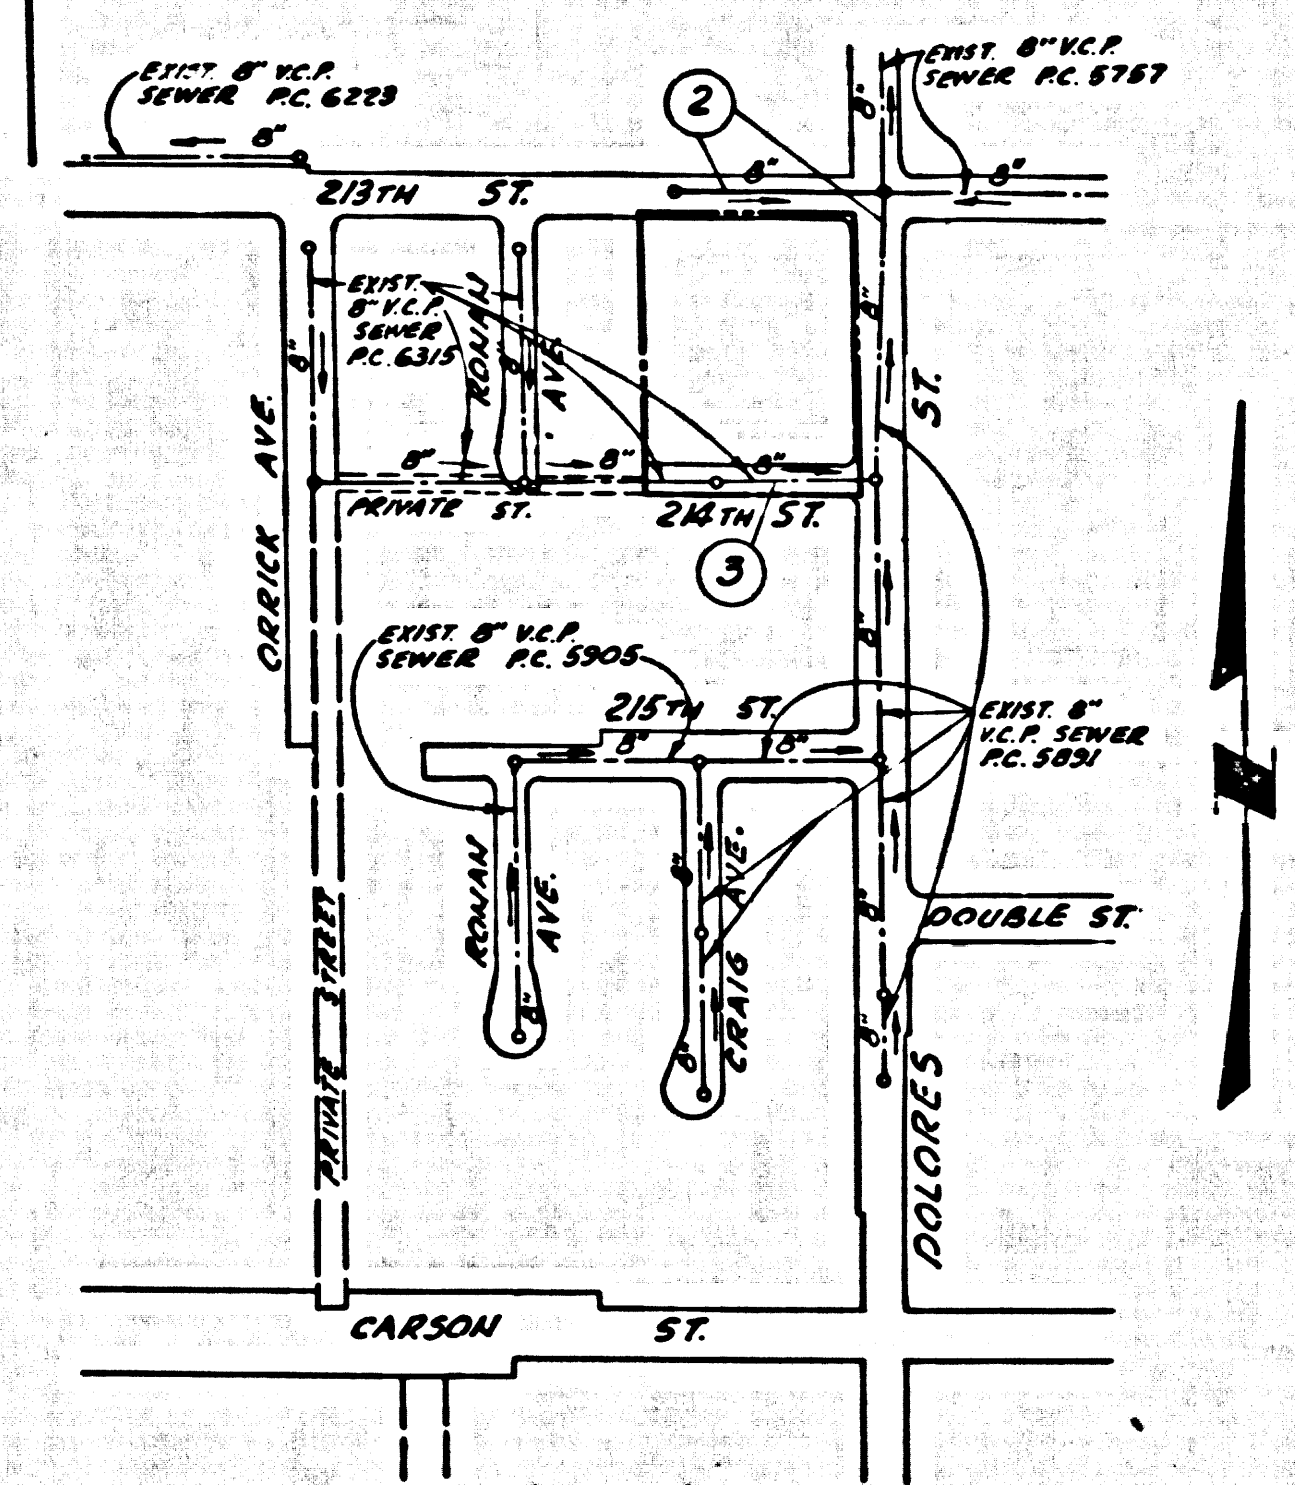 EXIST. 8" V.C.P.
SEWER P.C. 6223
8"
EXIST. 8" V.C.P.
SEWER P.C. 5757
8"
2
8"
8"
213TH ST.
EXIST.
8" V.C.P.
SEWER
P.C. 6315
8"
RONAN AVE.
8"
8"
ORRICK AVE.
ST.
8"
8"
8"
PRIVATE ST.
214TH ST.
3
8"
EXIST. 8" V.C.P.
SEWER P.C. 5905
215TH ST.
8"
8"
EXIST. 8"
V.C.P. SEWER
P.C. 5891
RONAN AVE.
8"
CRAIG AVE.
8"
8"
8"
8"
DOUBLE ST.
PRIVATE STREET
DOLORES
CARSON ST.